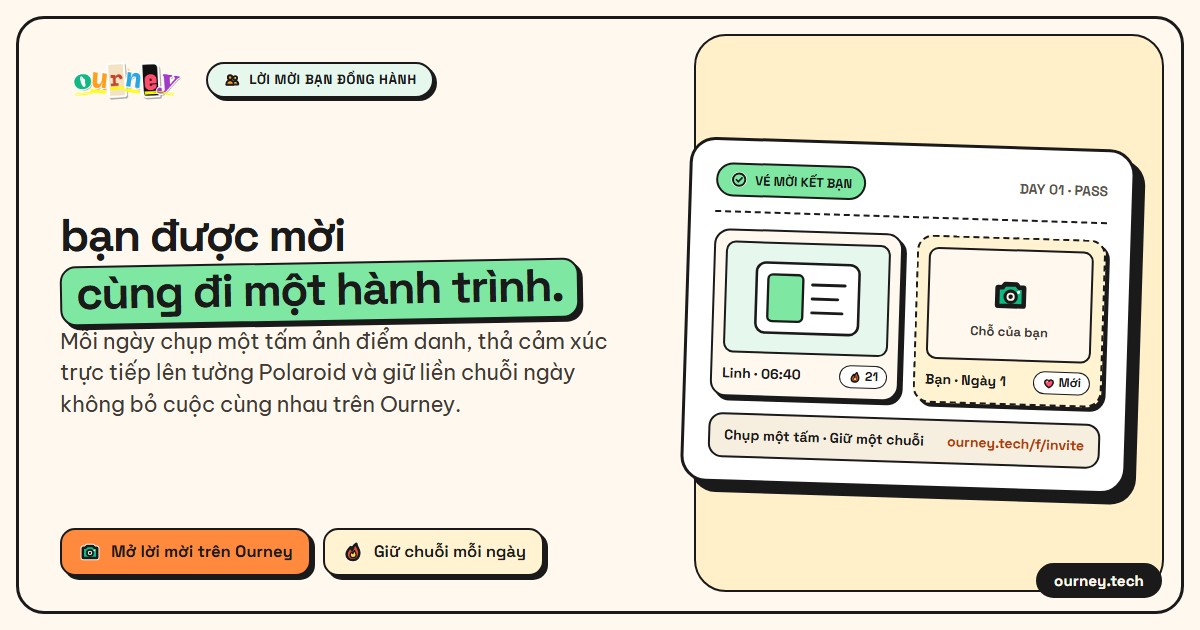 ourney
LỜI MỜI BẠN ĐỒNG HÀNH
bạn được mời
cùng đi một hành trình.
Mỗi ngày chụp một tấm ảnh điểm danh, thả cảm xúc
trực tiếp lên tường Polaroid và giữ liền chuỗi ngày
không bỏ cuộc cùng nhau trên Ourney.
Mở lời mời trên Ourney
Giữ chuỗi mỗi ngày
VÉ MỜI KẾT BẠN
DAY 01 · PASS
Linh · 06:40
21
Chỗ của bạn
Bạn · Ngày 1
Mới
Chụp một tấm · Giữ một chuỗi
ourney.tech/f/invite
ourney.tech